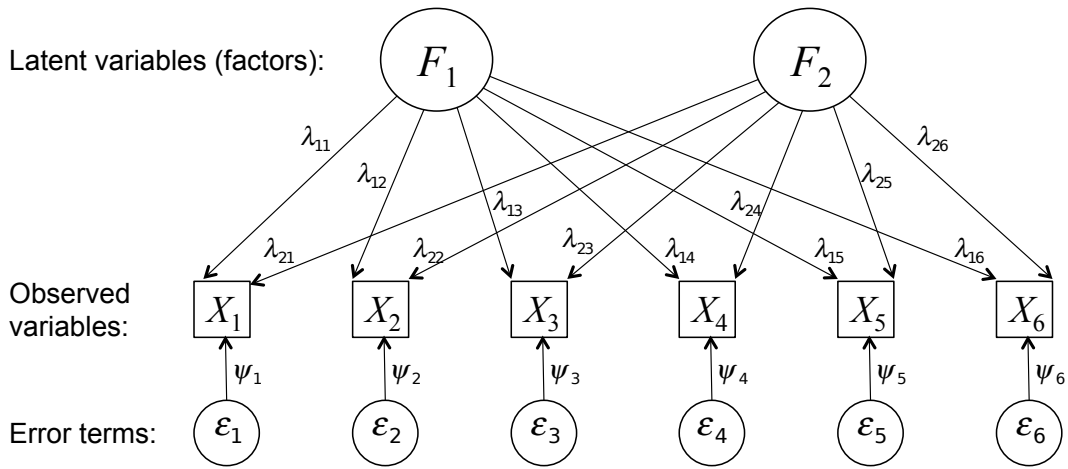 Latent variables (factors): F₁ F₂
λ₁₁ λ₂₆
λ₁₂ λ₂₅
λ₁₃ λ₂₄
λ₂₁ λ₂₂ λ₂₃ λ₁₄ λ₁₅ λ₁₆
Observed
variables:
X₁ X₂ X₃ X₄ X₅ X₆
ψ₁ ψ₂ ψ₃ ψ₄ ψ₅ ψ₆
Error terms: ε₁ ε₂ ε₃ ε₄ ε₅ ε₆